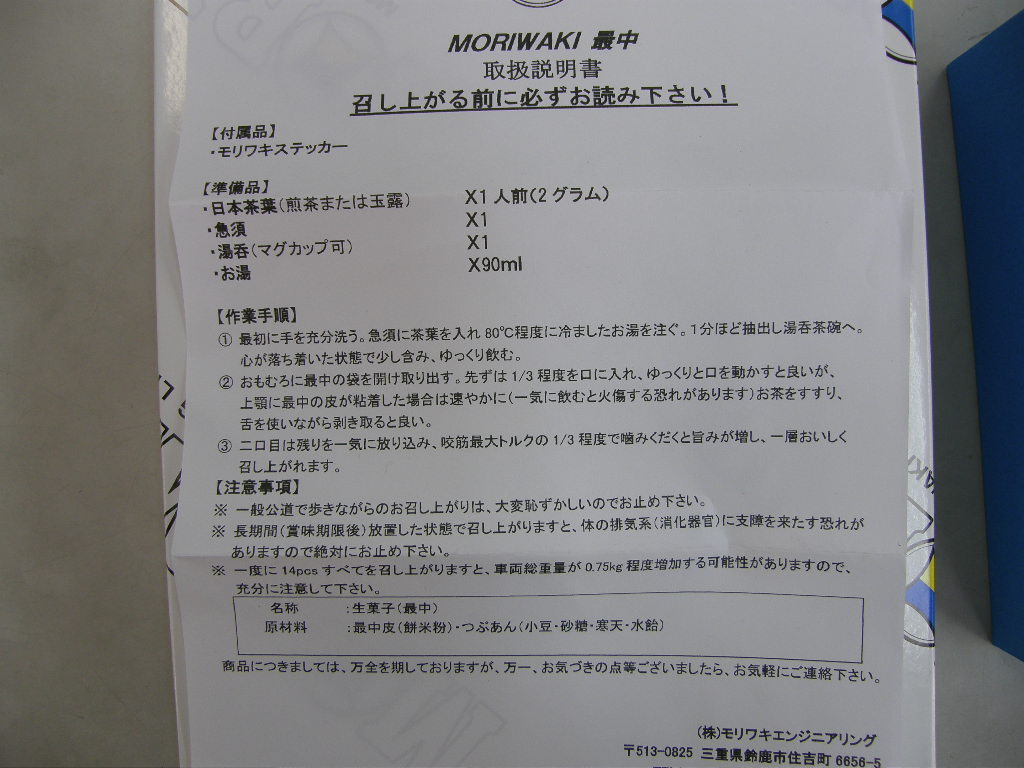 MORIWAKI 最中
取扱説明書
召し上がる前に必ずお読み下さい！
【付属品】
・モリワキステッカー
【準備品】
・日本茶葉（煎茶または玉露） X1 人前（2 グラム）
・急須 X1
・湯呑（マグカップ可） X1
・お湯 X90ml
【作業手順】
① 最初に手を充分洗う。急須に茶葉を入れ 80℃程度に冷ましたお湯を注ぐ。1 分ほど抽出し湯呑茶碗へ。
心が落ち着いた状態で少し含み、ゆっくり飲む。
② おもむろに最中の袋を開け取り出す。先ずは 1/3 程度を口に入れ、ゆっくりと口を動かすと良いが、
上顎に最中の皮が粘着した場合は速やかに（一気に飲むと火傷する恐れがあります）お茶をすすり、
舌を使いながら剥き取ると良い。
③ 二口目は残りを一気に放り込み、咬筋最大トルクの 1/3 程度で噛みくだくと旨みが増し、一層おいしく
召し上がれます。
【注意事項】
※ 一般公道で歩きながらのお召し上がりは、大変恥ずかしいのでお止め下さい。
※ 長期間（賞味期限後）放置した状態で召し上がりますと、体の排気系（消化器官）に支障を来たす恐れが
ありますので絶対にお止め下さい。
※ 一度に 14pcs すべてを召し上がりますと、車両総重量が 0.75kg 程度増加する可能性がありますので、
充分に注意して下さい。
名称 ：生菓子（最中）
原材料 ：最中皮（餅米粉）・つぶあん（小豆・砂糖・寒天・水飴）
商品につきましては、万全を期しておりますが、万一、お気づきの点等ございましたら、お気軽にご連絡下さい。
（株）モリワキエンジニアリング
〒513-0825 三重県鈴鹿市住吉町 6656-5